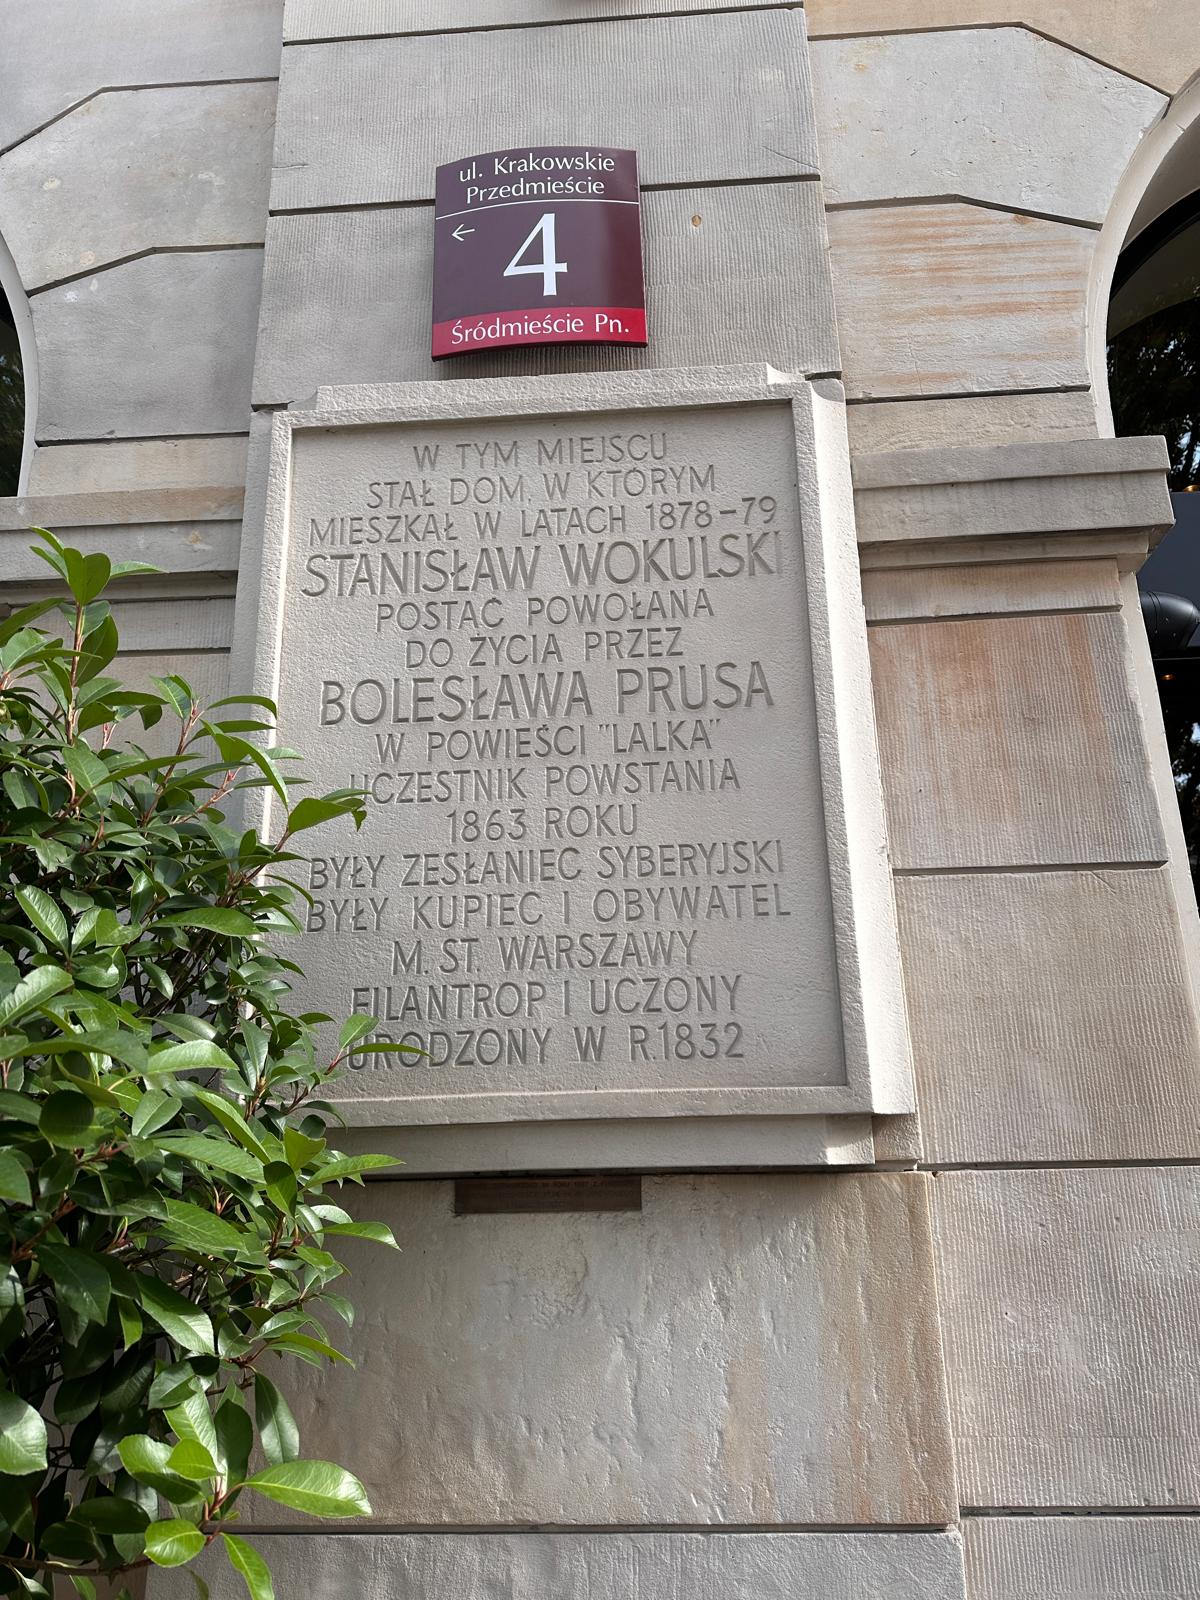 ul. Krakowskie
Przedmieście
← 4
Śródmieście Pn.
W TYM MIEJSCU
STAŁ DOM, W KTÓRYM
MIESZKAŁ W LATACH 1878-79
STANISŁAW WOKULSKI
POSTAĆ POWOŁANA
DO ŻYCIA PRZEZ
BOLESŁAWA PRUSA
W POWIEŚCI "LALKA"
UCZESTNIK POWSTANIA
1863 ROKU
BYŁY ZESŁANIEC SYBERYJSKI
BYŁY KUPIEC I OBYWATEL
M. ST. WARSZAWY
FILANTROP I UCZONY
URODZONY W R.1832